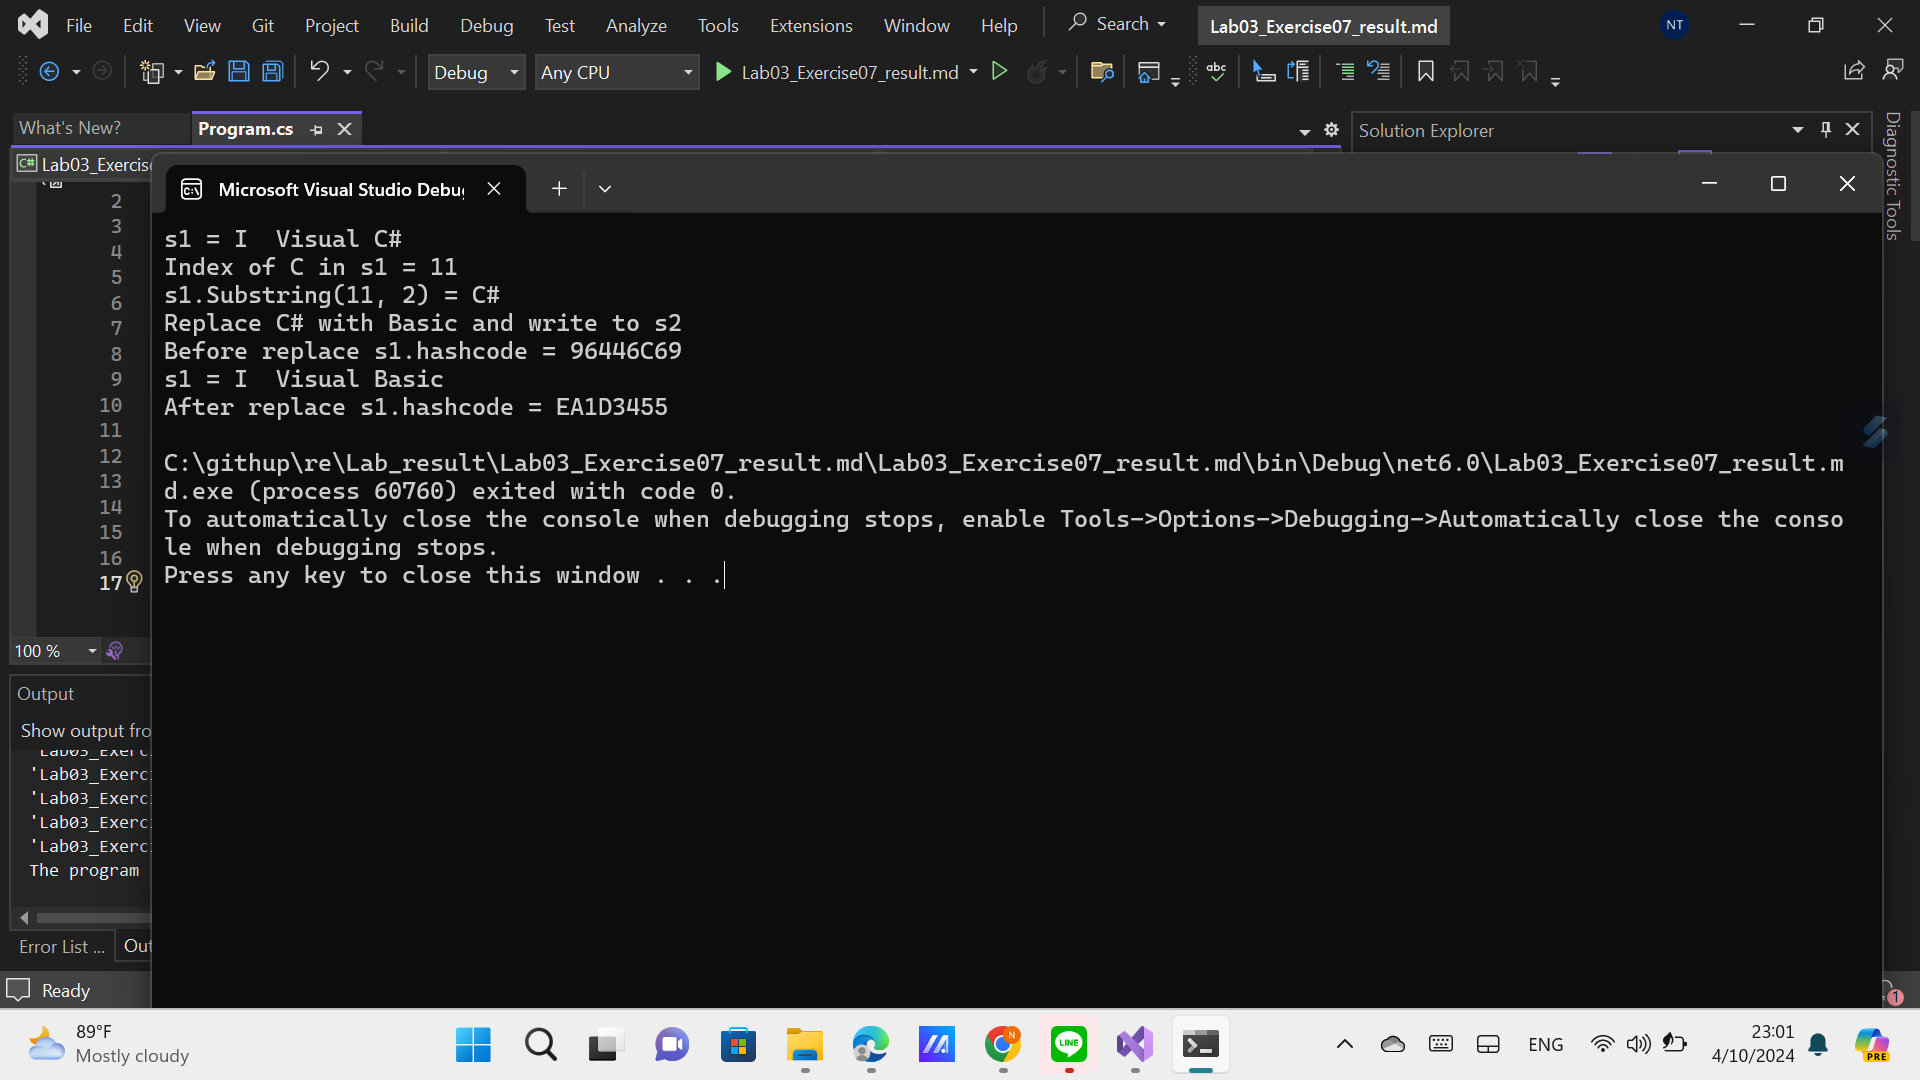 File Edit View Git Project Build Debug Test Analyze Tools Extensions Window Help Search Lab03_Exercise07_result.md NT
Debug Any CPU Lab03_Exercise07_result.md abc
What's New? Program.cs Solution Explorer
C# Lab03_Exercis
Diagnostic Tools
Microsoft Visual Studio Debu
2
3
4
5
6
7
8
9
10
11
12
13
14
15
16
17
s1 = I  Visual C#
Index of C in s1 = 11
s1.Substring(11, 2) = C#
Replace C# with Basic and write to s2
Before replace s1.hashcode = 96446C69
s1 = I  Visual Basic
After replace s1.hashcode = EA1D3455
C:\githup\re\Lab_result\Lab03_Exercise07_result.md\Lab03_Exercise07_result.md\bin\Debug\net6.0\Lab03_Exercise07_result.m
d.exe (process 60760) exited with code 0.
To automatically close the console when debugging stops, enable Tools->Options->Debugging->Automatically close the conso
le when debugging stops.
Press any key to close this window . . .
100 %
Output
Show output fro
'Lab03_Exerc
'Lab03_Exerc
'Lab03_Exerc
'Lab03_Exerc
'Lab03_Exerc
The program
Error List ... Out
Ready
1
89°F
Mostly cloudy
LINE
N
ENG
23:01
4/10/2024
PRE